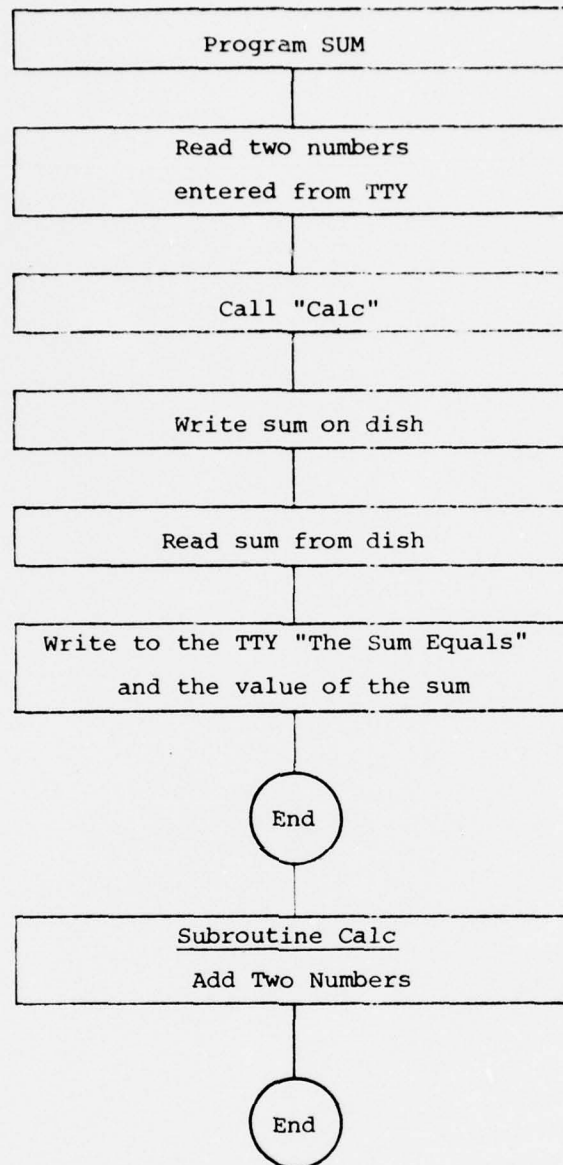 Program SUM
Read two numbers
entered from TTY
Call "Calc"
Write sum on dish
Read sum from dish
Write to the TTY "The Sum Equals"
and the value of the sum
End
Subroutine Calc
Add Two Numbers
End